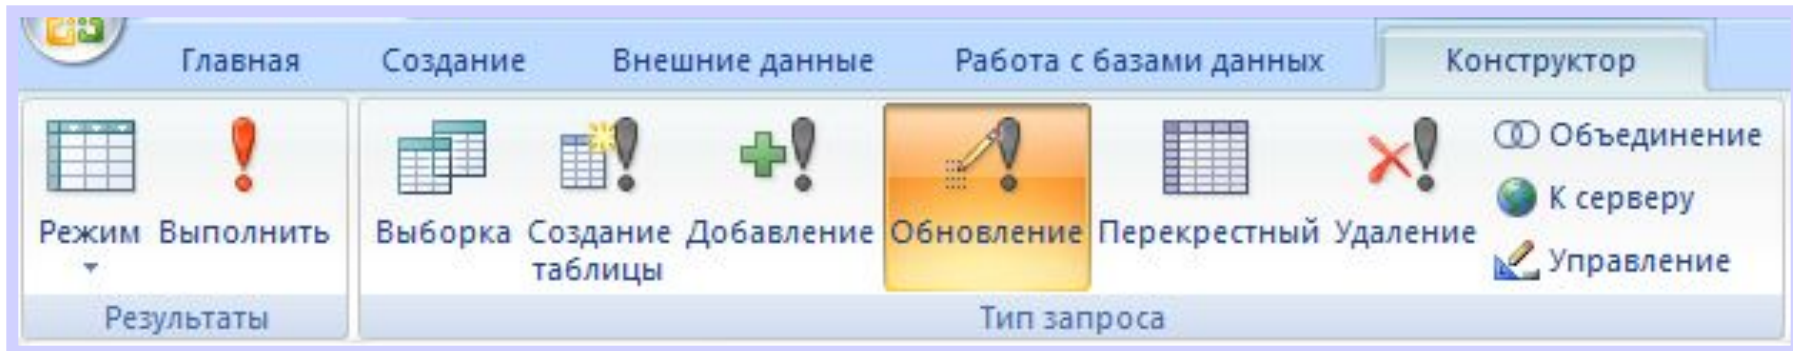 Главная Создание Внешние данные Работа с базами данных Конструктор
Режим Выполнить Выборка Создание таблицы Добавление Обновление Перекрестный Удаление
Объединение
К серверу
Управление
Результаты Тип запроса